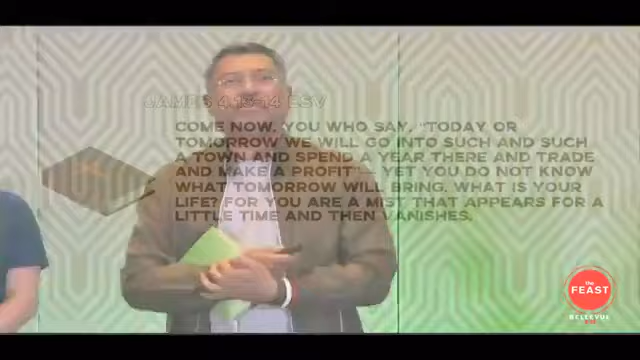 JAMES 4:13-14 ESV
COME NOW, YOU WHO SAY, "TODAY OR
TOMORROW WE WILL GO INTO SUCH AND SUCH
A TOWN AND SPEND A YEAR THERE AND TRADE
AND MAKE A PROFIT"— YET YOU DO NOT KNOW
WHAT TOMORROW WILL BRING. WHAT IS YOUR
LIFE? FOR YOU ARE A MIST THAT APPEARS FOR A
LITTLE TIME AND THEN VANISHES.
the
FEAST